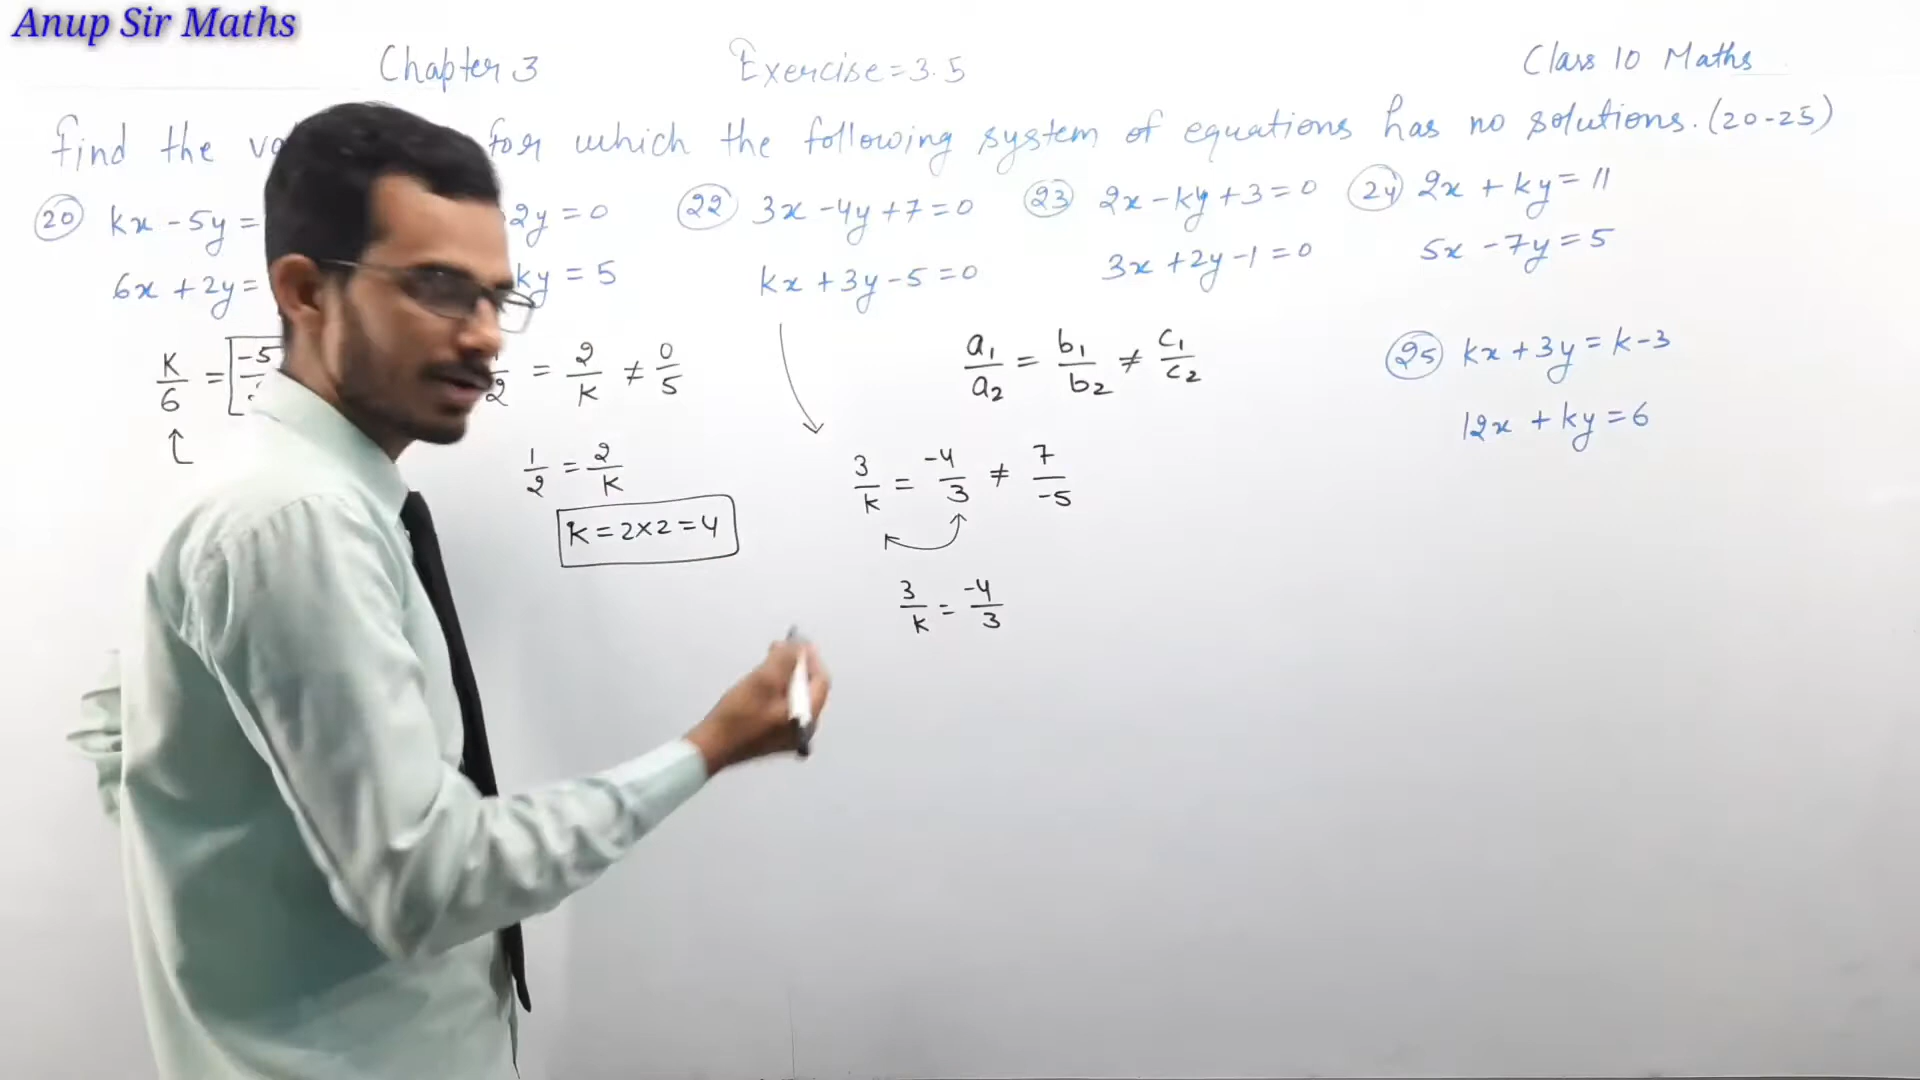 Anup Sir Maths
Chapter 3 Exercise = 3.5 Class 10 Maths
find the for which the following system of equations has no solutions. (20-25)
(20) kx - 5y =
6x + 2y =
2y = 0
ky = 5
(22) 3x - 4y + 7 = 0
kx + 3y - 5 = 0
(23) 2x - ky + 3 = 0
3x + 2y - 1 = 0
(24) 2x + ky = 11
5x - 7y = 5
(25) kx + 3y = k - 3
12x + ky = 6
K/6 = -5/
/2 = 2/K ≠ 0/5
1/2 = 2/K
K = 2×2 = 4
a₁/a₂ = b₁/b₂ ≠ c₁/c₂
3/k = -4/3 ≠ 7/-5
3/k = -4/3